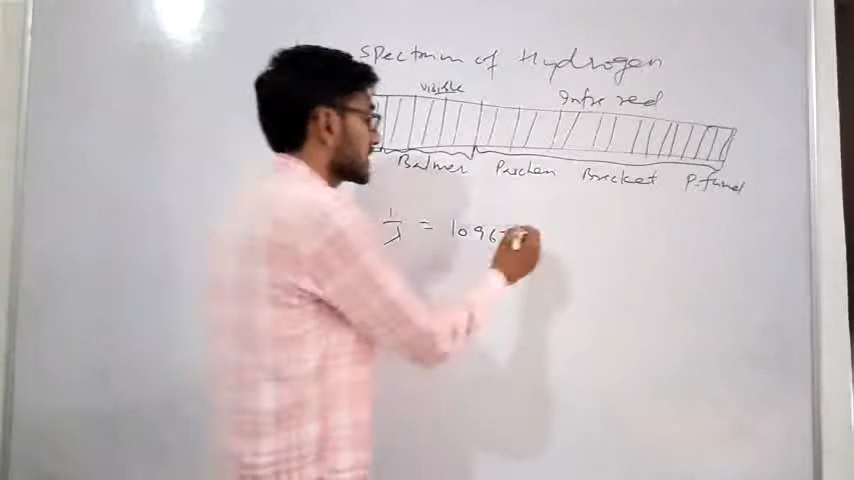 spectrum of Hydrogen
visible Infra red
Balmer Paschen Bracket P-fund
1/λ = 1096